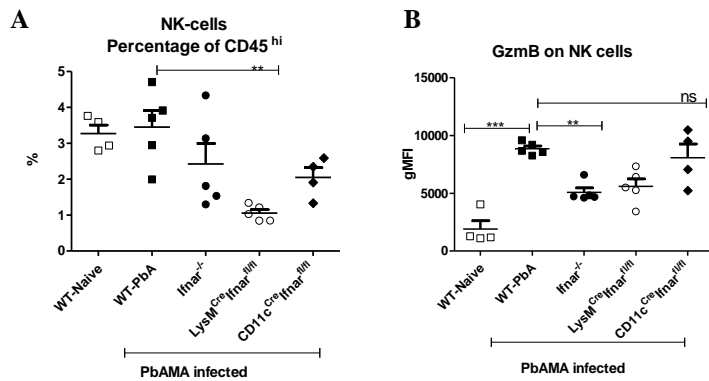 A
NK-cells
Percentage of CD45 hi
**
5
4
3
2
1
0
%
WT-Naive
WT-PbA
Ifnar-/-
LysMCreIfnarfl/fl
CD11cCreIfnarfl/fl
PbAMA infected
B
GzmB on NK cells
ns
***
**
15000
10000
5000
0
gMFI
WT-Naive
WT-PbA
Ifnar-/-
LysMCreIfnarfl/fl
CD11cCreIfnarfl/fl
PbAMA infected